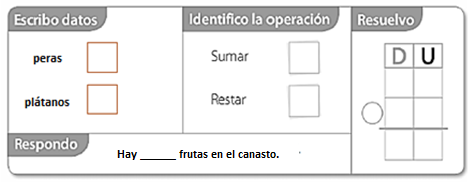 Escribo datos
peras
plátanos
Identifico la operación
Sumar
Restar
Resuelvo
D U
Respondo
Hay ______ frutas en el canasto.